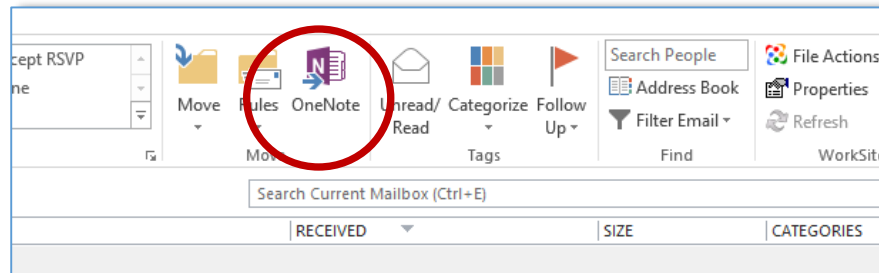 cept RSVP
ne
Move
Rules
OneNote
Move
Unread/
Read
Categorize
Follow
Up
Tags
Search People
Address Book
Filter Email
Find
File Actions
Properties
Refresh
WorkSit
Search Current Mailbox (Ctrl+E)
RECEIVED
SIZE
CATEGORIES